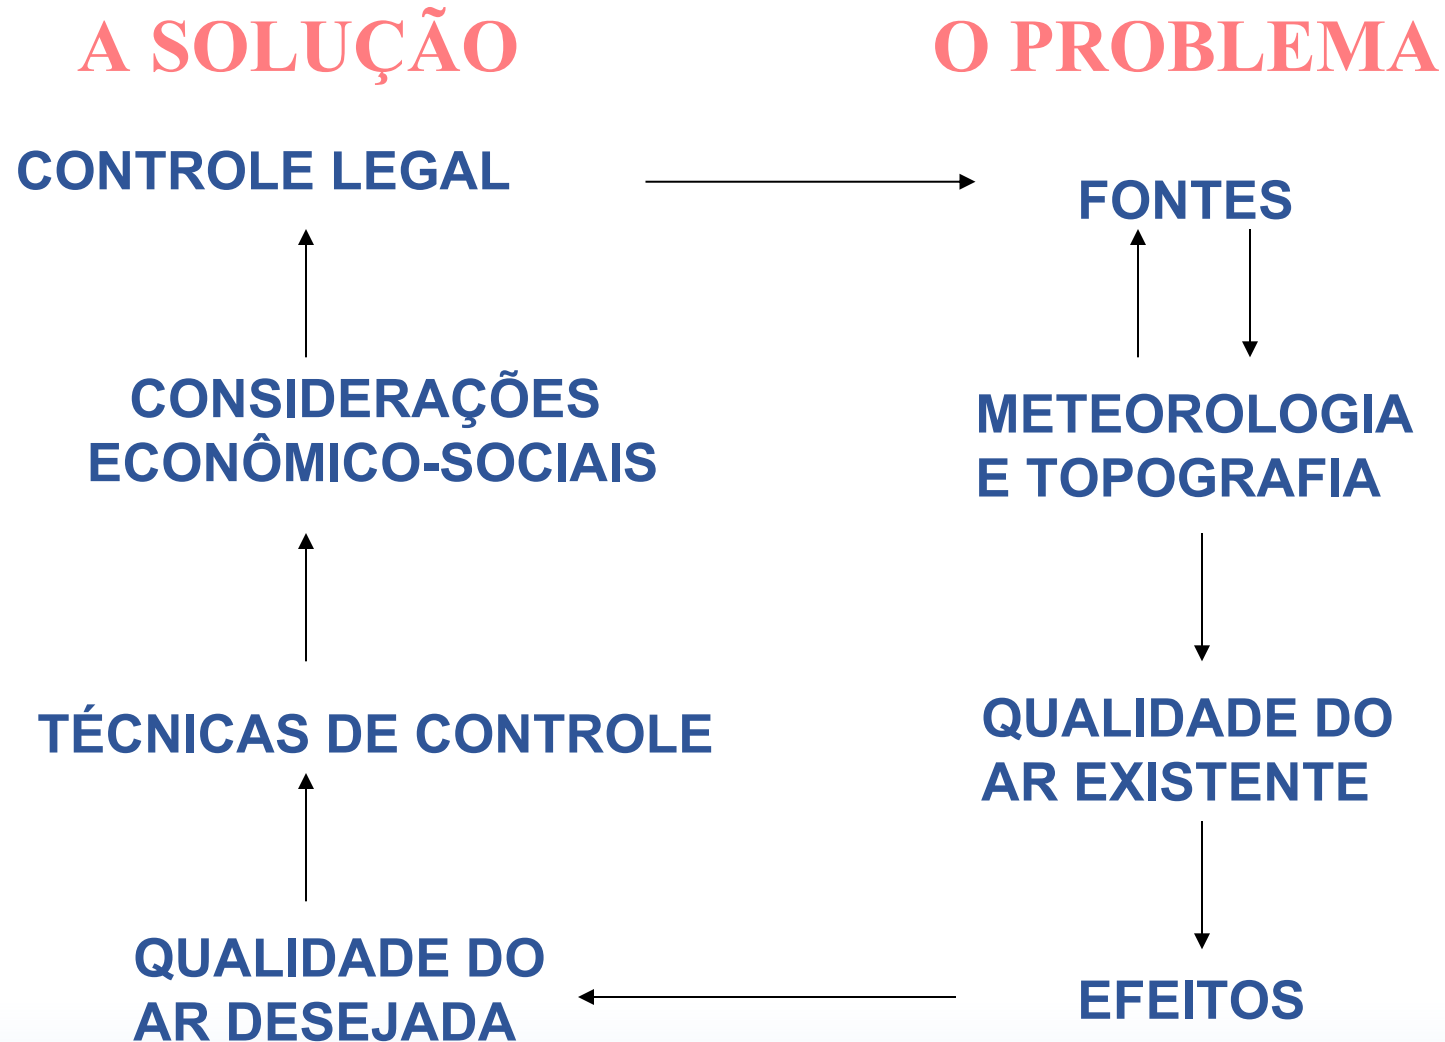 A SOLUÇÃO
O PROBLEMA
CONTROLE LEGAL
FONTES
CONSIDERAÇÕES
ECONÔMICO-SOCIAIS
METEOROLOGIA
E TOPOGRAFIA
TÉCNICAS DE CONTROLE
QUALIDADE DO
AR EXISTENTE
QUALIDADE DO
AR DESEJADA
EFEITOS